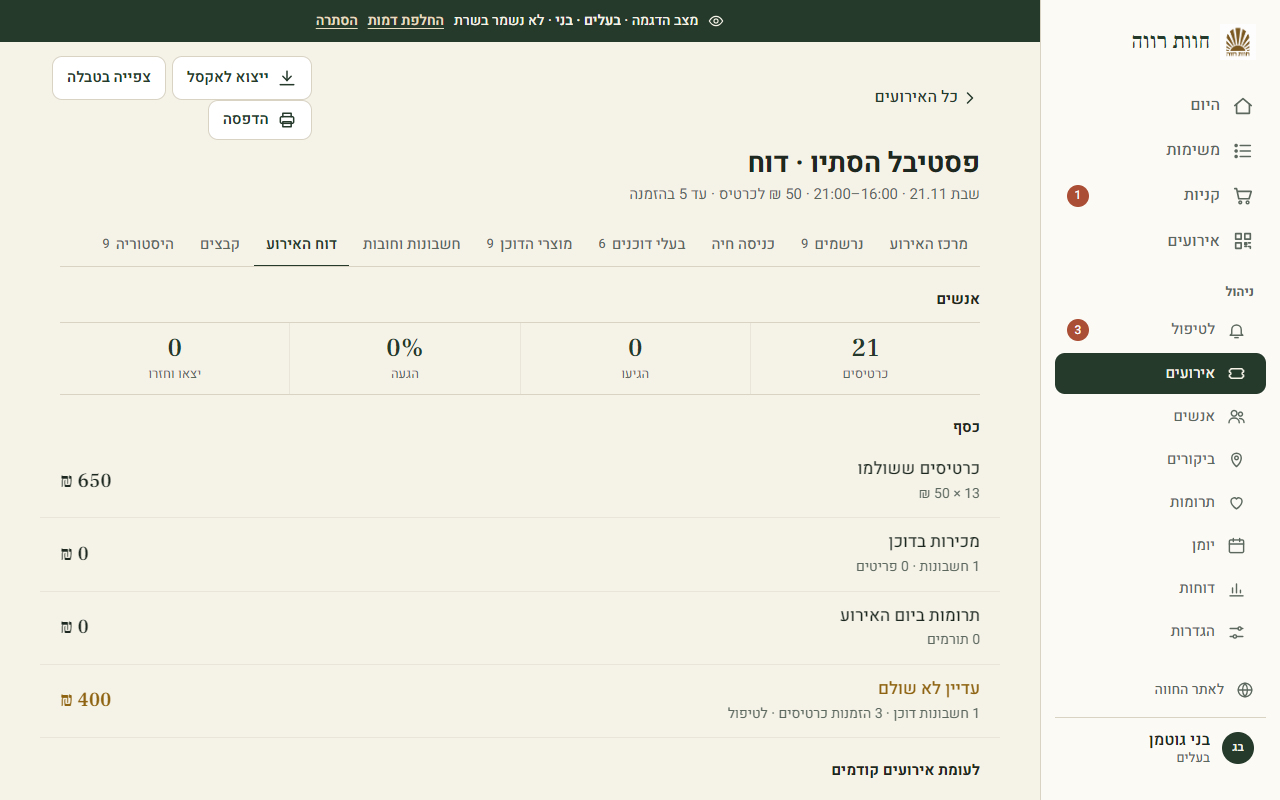 מצב הדגמה · בעלים · בני · לא נשמר בשרת החלפת דמות הסתרה
חוות רווה
היום
משימות
קניות 1
אירועים
ניהול
לטיפול 3
אירועים
אנשים
ביקורים
תרומות
יומן
דוחות
הגדרות
לאתר החווה
בג
בני גוטמן
בעלים
כל האירועים
ייצוא לאקסל
צפייה בטבלה
הדפסה
פסטיבל הסתיו · דוח
שבת 21.11 · 16:00–21:00 · 50 ₪ לכרטיס · עד 5 בהזמנה
מרכז האירוע נרשמים 9 כניסה חיה בעלי דוכנים 6 מוצרי הדוכן 9 חשבונות וחובות דוח האירוע קבצים היסטוריה 9
אנשים
21 0 0% 0
כרטיסים הגיעו הגעה יצאו וחזרו
כסף
כרטיסים ששולמו
13 × 50 ₪
650 ₪
מכירות בדוכן
1 חשבונות · 0 פריטים
0 ₪
תרומות ביום האירוע
0 תורמים
0 ₪
עדיין לא שולם
1 חשבונות דוכן · 3 הזמנות כרטיסים · לטיפול
400 ₪
לעומת אירועים קודמים